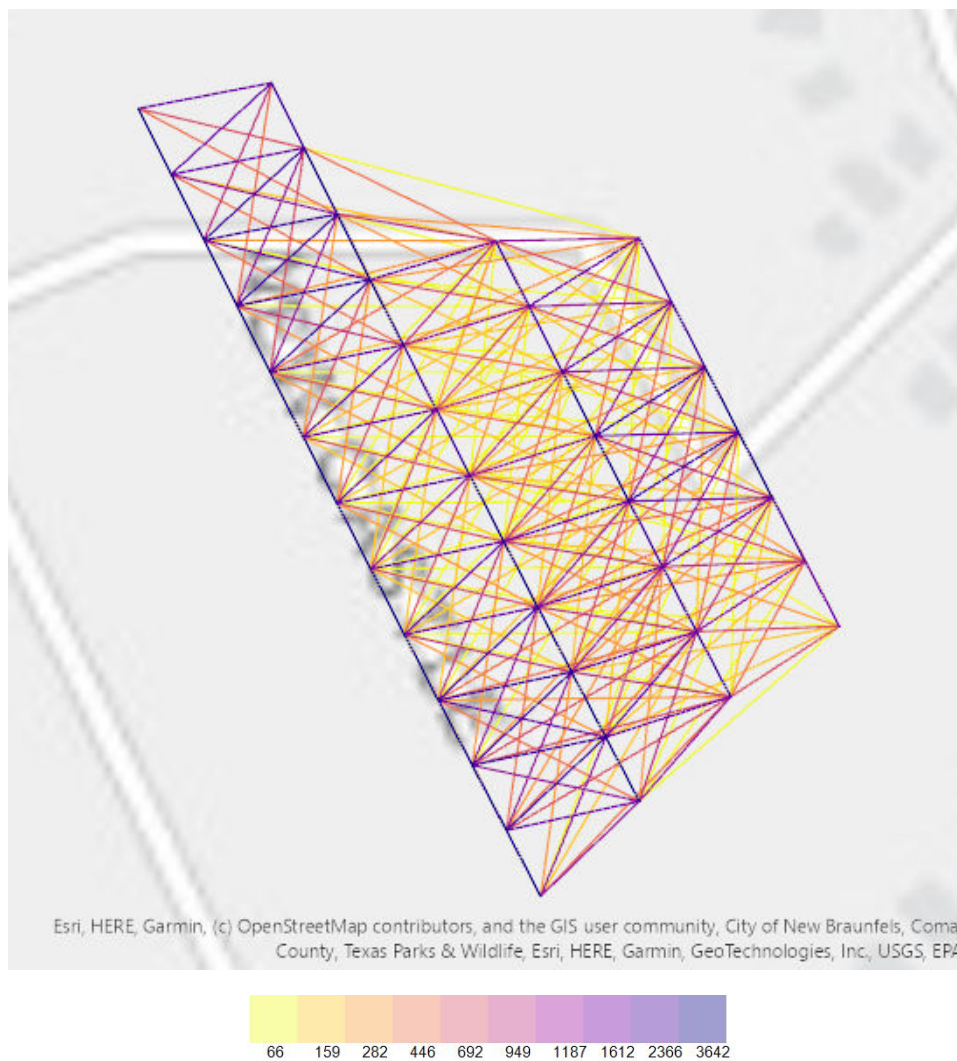 Esri, HERE, Garmin, (c) OpenStreetMap contributors, and the GIS user community, City of New Braunfels, Coma
County, Texas Parks & Wildlife, Esri, HERE, Garmin, GeoTechnologies, Inc., USGS, EPA
66 159 282 446 692 949 1187 1612 2366 3642